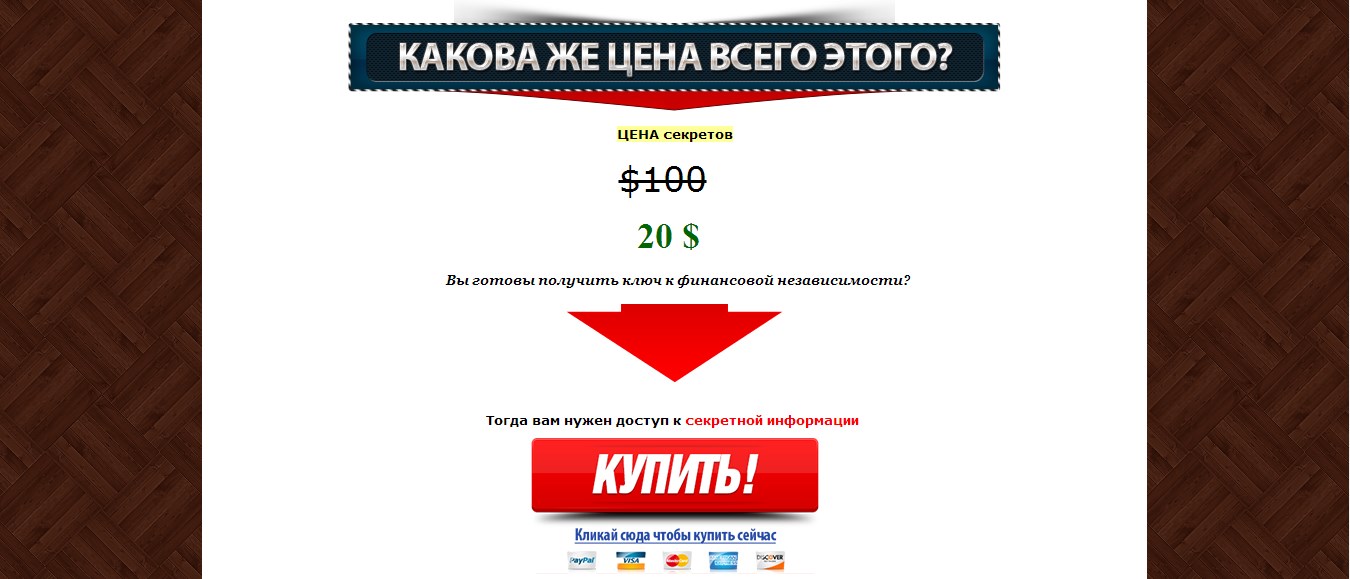 КАКОВА ЖЕ ЦЕНА ВСЕГО ЭТОГО?
ЦЕНА секретов
$100
20 $
Вы готовы получить ключ к финансовой независимости?
Тогда вам нужен доступ к секретной информации
КУПИТЬ!
Кликай сюда чтобы купить сейчас
PayPal VISA MasterCard DISCOVER